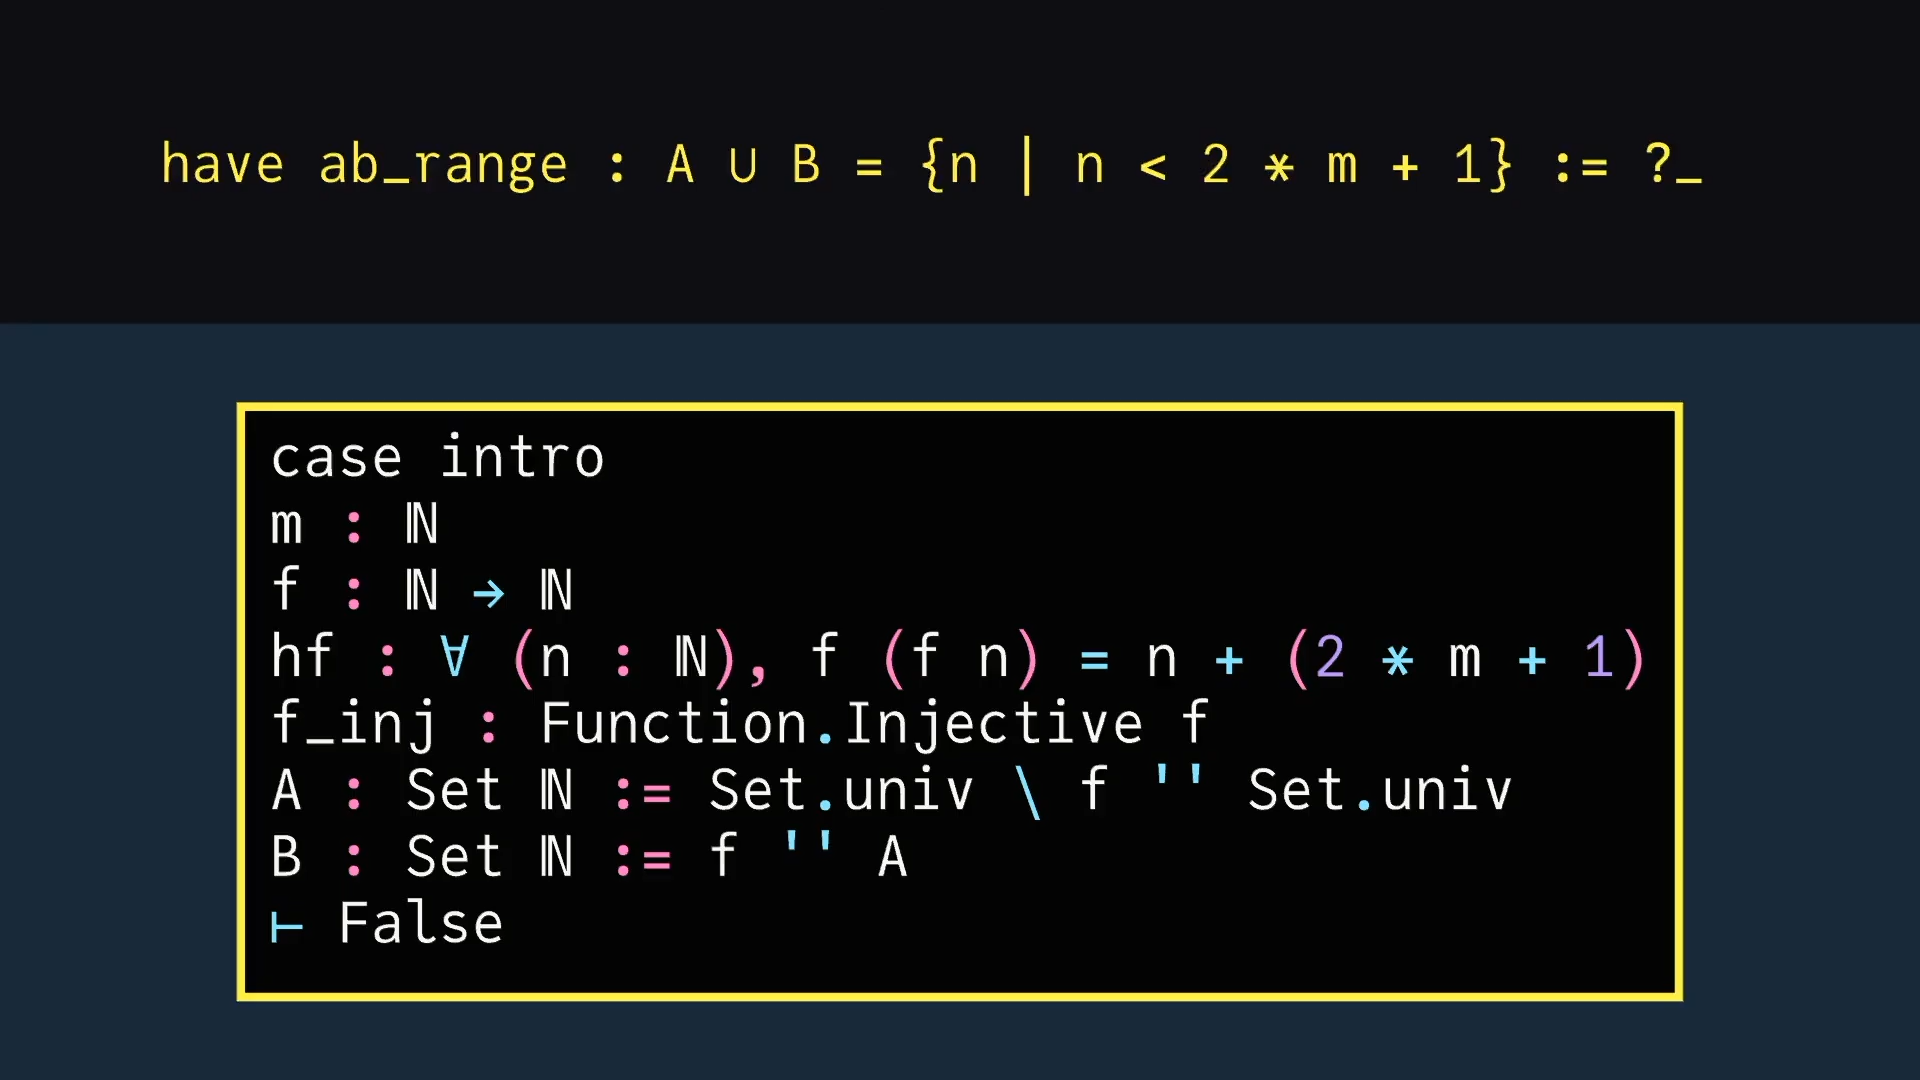 have ab_range : A ∪ B = {n | n < 2 * m + 1} := ?_
case intro
m : ℕ
f : ℕ → ℕ
hf : ∀ (n : ℕ), f (f n) = n + (2 * m + 1)
f_inj : Function.Injective f
A : Set ℕ := Set.univ \ f '' Set.univ
B : Set ℕ := f '' A
⊢ False